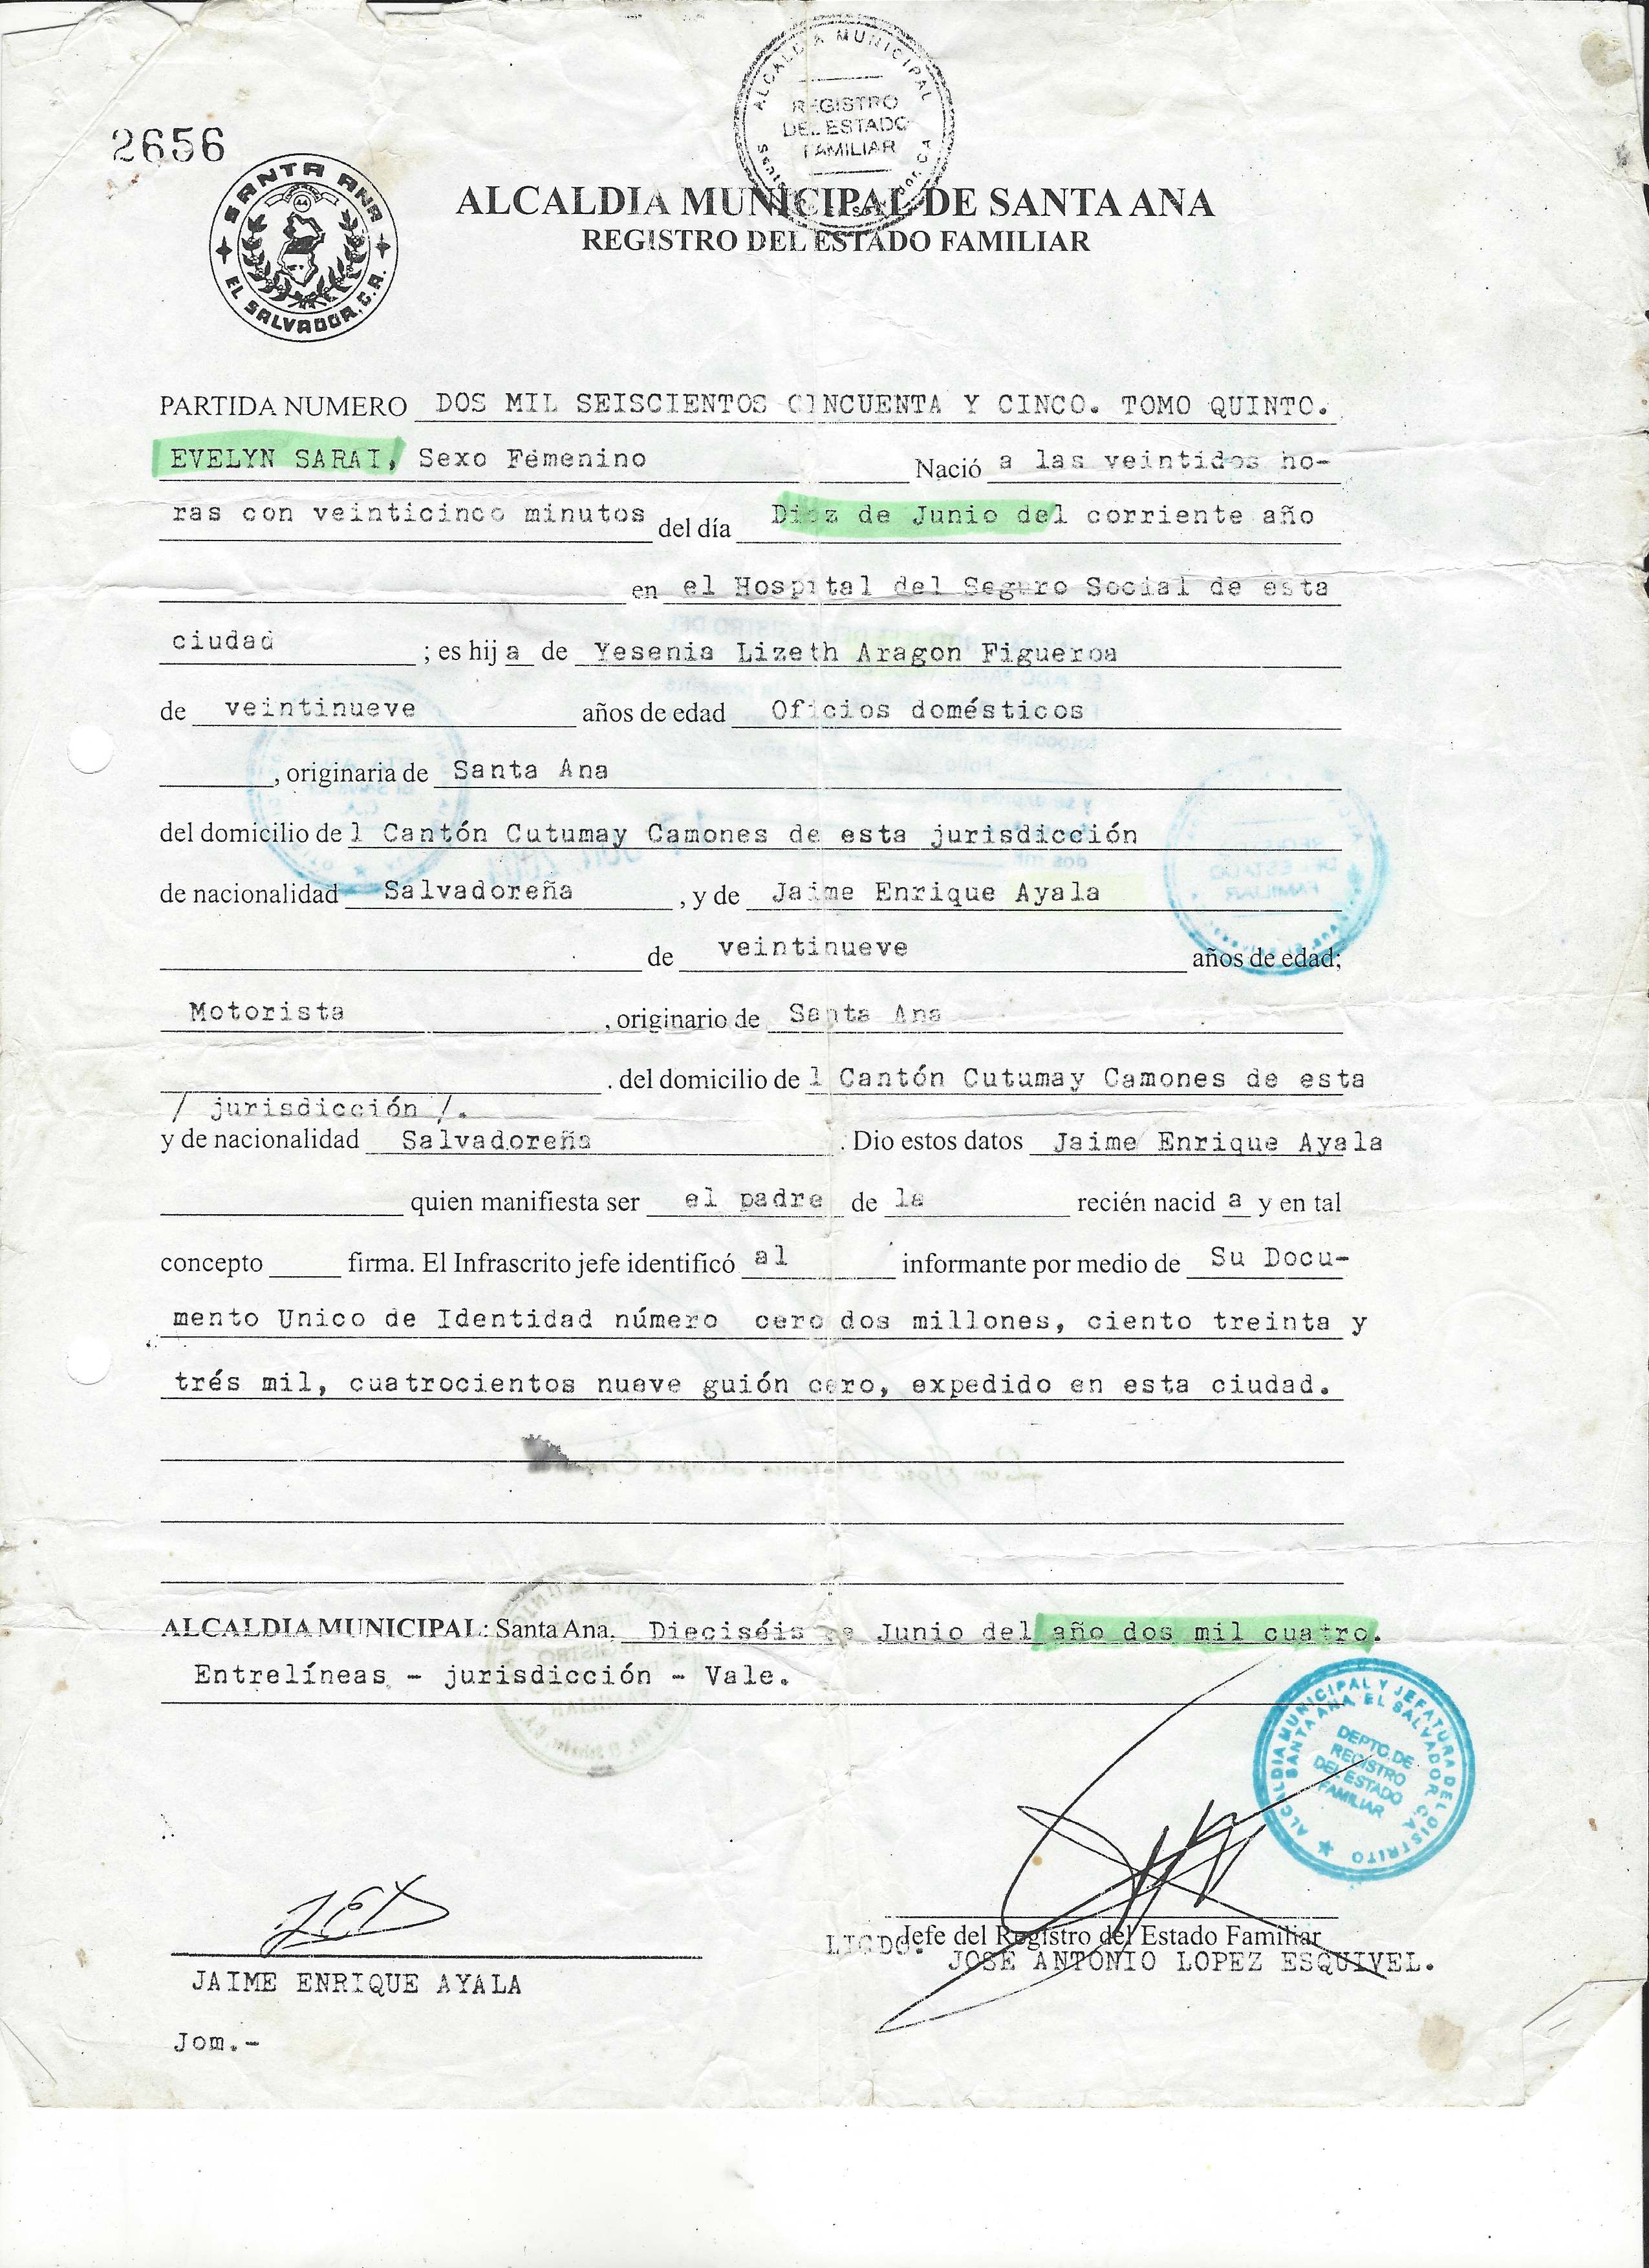 ALCALDIA MUNICIPAL
REGISTRO
DEL ESTADO
FAMILIAR
2656
SANTA ANA
EL SALVADOR, C.A.
ALCALDIA MUNICIPAL DE SANTA ANA
REGISTRO DEL ESTADO FAMILIAR
PARTIDA NUMERO DOS MIL SEISCIENTOS CINCUENTA Y CINCO. TOMO QUINTO.
EVELYN SARAI, Sexo Femenino Nació a las veintidos ho-
ras con veinticinco minutos del día Diez de Junio del corriente año
en el Hospital del Seguro Social de esta
ciudad ; es hija de Yesenia Lizeth Aragon Figueroa
de veintinueve años de edad Oficios domésticos
, originaria de Santa Ana
del domicilio del Cantón Cutumay Camones de esta jurisdicción
de nacionalidad Salvadoreña , y de Jaime Enrique Ayala
de veintinueve años de edad;
Motorista , originario de Santa Ana
. del domicilio del Cantón Cutumay Camones de esta
/ jurisdicción /.
y de nacionalidad Salvadoreña . Dio estos datos Jaime Enrique Ayala
quien manifiesta ser el padre de la recién nacida y en tal
concepto firma. El Infrascrito jefe identificó al informante por medio de Su Docu-
mento Unico de Identidad número cero dos millones, ciento treinta y
trés mil, cuatrocientos nueve guión cero, expedido en esta ciudad.
ALCALDIA MUNICIPAL: Santa Ana, Dieciséis de Junio del año dos mil cuatro.
Entrelíneas - jurisdicción - Vale.
ALCALDIA MUNICIPAL Y JEFATURA DEL DISTRITO
SANTA ANA, EL SALVADOR, C.A.
DEPTO. DE
REGISTRO
DEL ESTADO
FAMILIAR
Jefe del Registro del Estado Familiar
LICDO. JOSE ANTONIO LOPEZ ESQUIVEL.
JAIME ENRIQUE AYALA
Jom.-